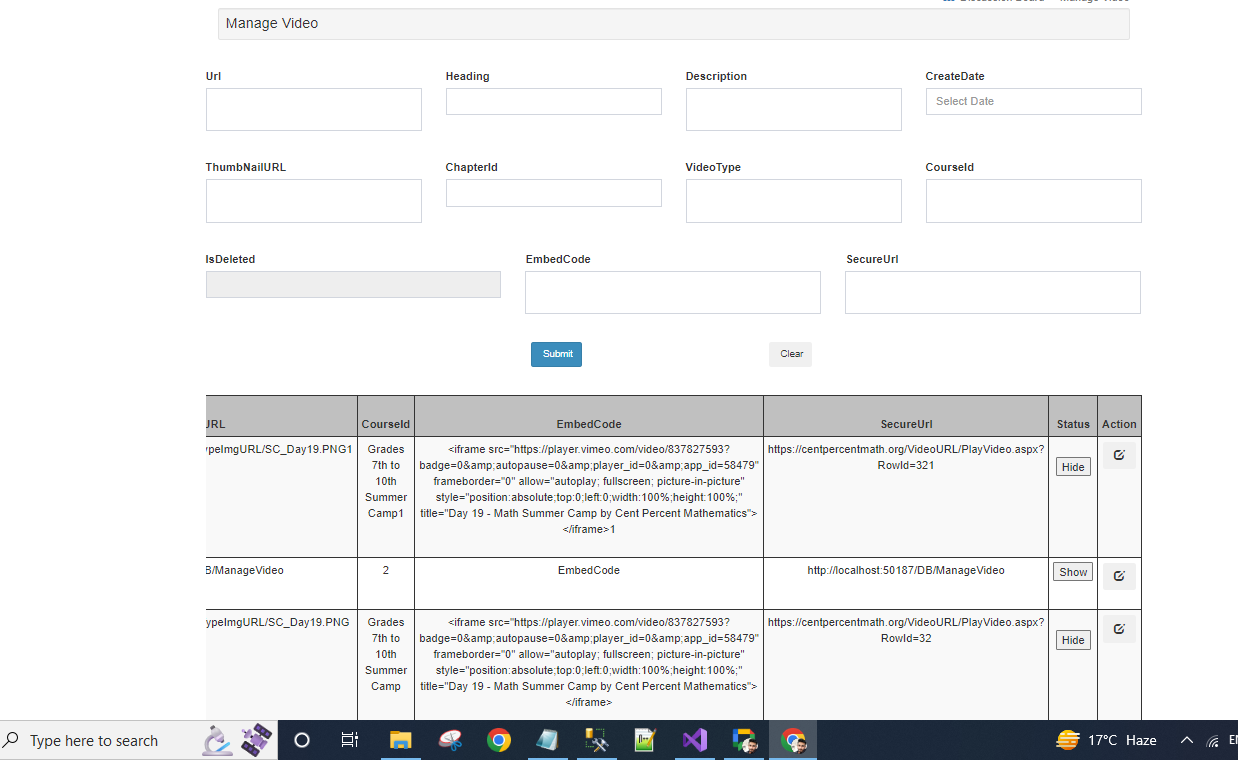 Manage Video
Url Heading Description CreateDate
Select Date
ThumbNailURL ChapterId VideoType CourseId
IsDeleted EmbedCode SecureUrl
Submit Clear
CourseId EmbedCode SecureUrl Status Action
ypeImgURL/SC_Day19.PNG1
Grades
7th to
10th
Summer
Camp1
<iframe src="https://player.vimeo.com/video/837827593?
badge=0&amp;autopause=0&amp;player_id=0&amp;app_id=58479"
frameborder="0" allow="autoplay; fullscreen; picture-in-picture"
style="position:absolute;top:0;left:0;width:100%;height:100%;"
title="Day 19 - Math Summer Camp by Cent Percent Mathematics">
</iframe>1
https://centpercentmath.org/VideoURL/PlayVideo.aspx?
RowId=321
Hide
B/ManageVideo 2 EmbedCode http://localhost:50187/DB/ManageVideo Show
ypeImgURL/SC_Day19.PNG
Grades
7th to
10th
Summer
Camp
<iframe src="https://player.vimeo.com/video/837827593?
badge=0&amp;autopause=0&amp;player_id=0&amp;app_id=58479"
frameborder="0" allow="autoplay; fullscreen; picture-in-picture"
style="position:absolute;top:0;left:0;width:100%;height:100%;"
title="Day 19 - Math Summer Camp by Cent Percent Mathematics">
</iframe>
https://centpercentmath.org/VideoURL/PlayVideo.aspx?
RowId=32
Hide
Type here to search 17°C Haze